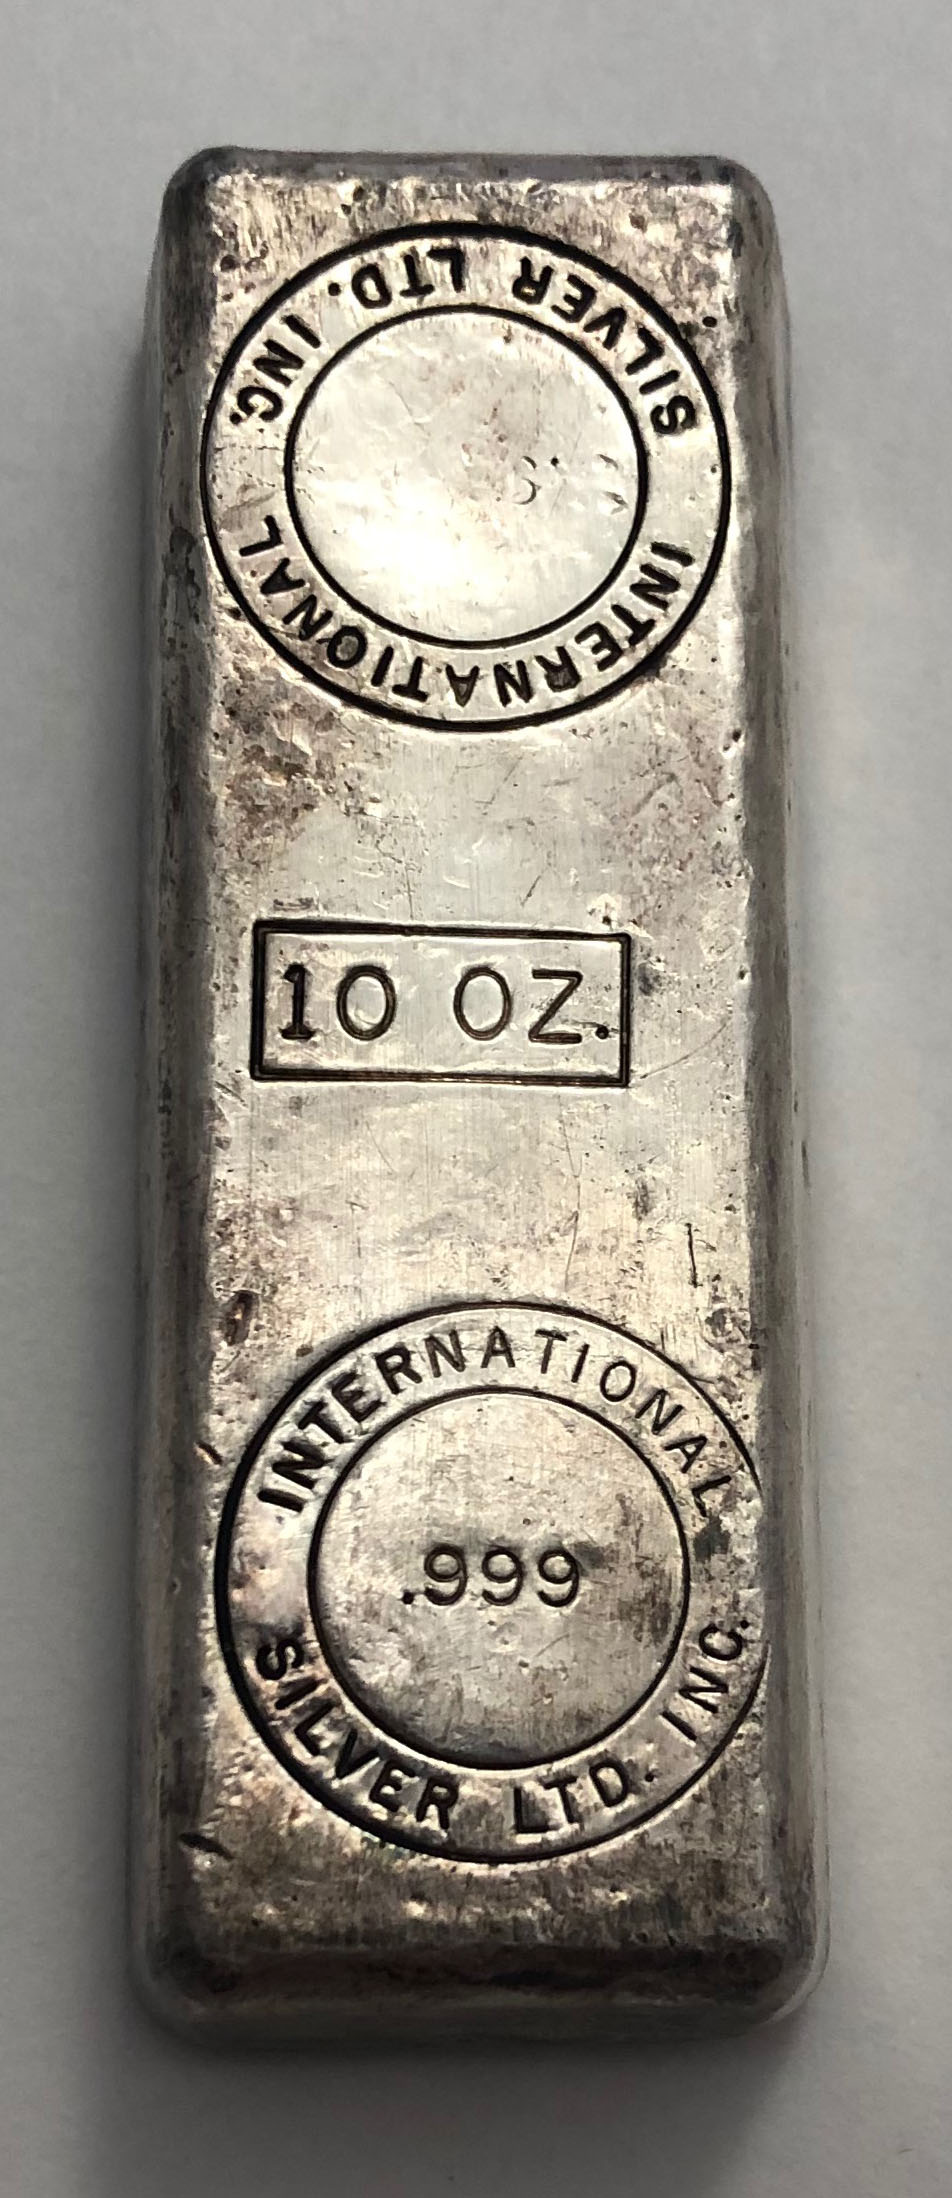 INTERNATIONAL
SILVER LTD. INC.
10 OZ.
INTERNATIONAL
.999
SILVER LTD. INC.